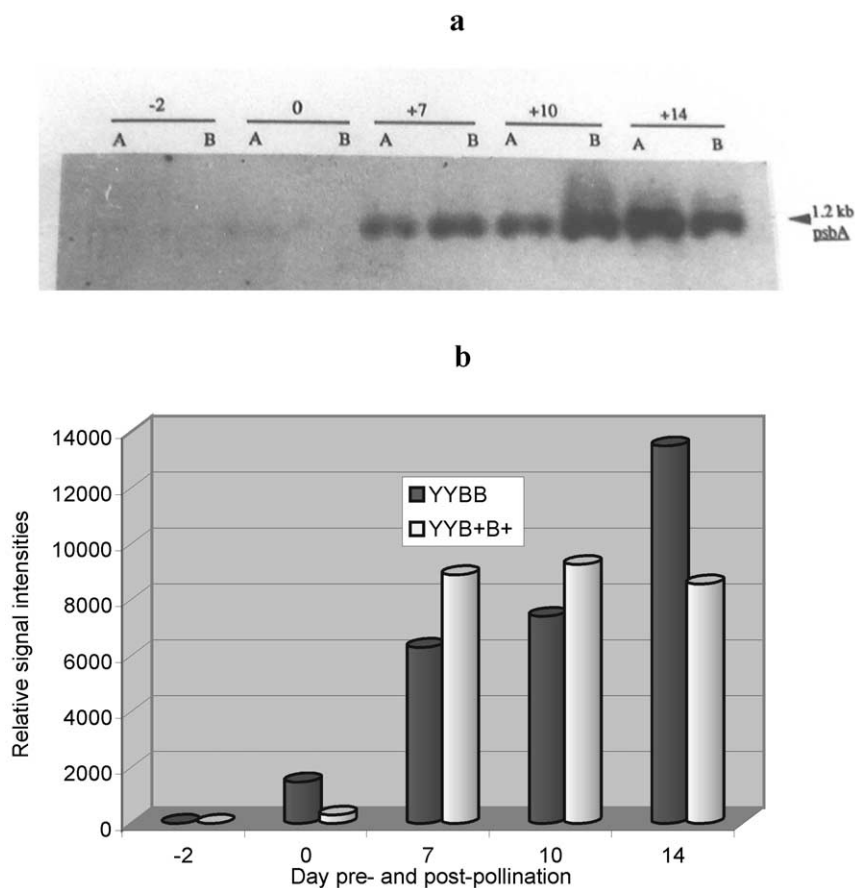 a
-2 0 +7 +10 +14
A B A B A B A B A B
1.2 kb
psbA
b
Relative signal intensities
14000
12000
10000
8000
6000
4000
2000
0
YYBB
YYB+B+
-2 0 7 10 14
Day pre- and post-pollination